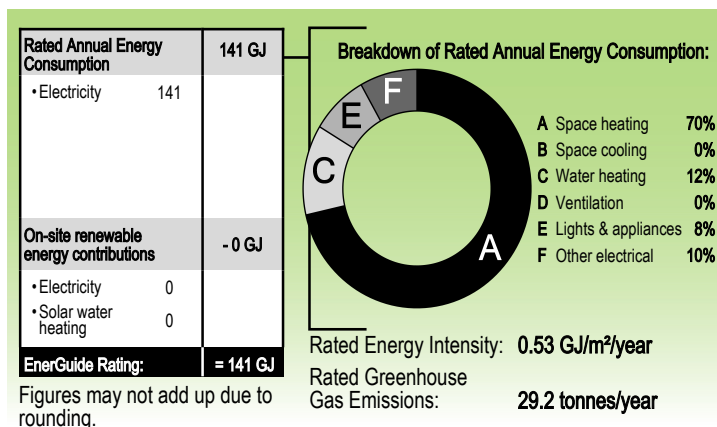 Rated Annual Energy
Consumption
141 GJ
• Electricity 141
On-site renewable
energy contributions
- 0 GJ
• Electricity 0
• Solar water
heating 0
EnerGuide Rating: = 141 GJ
Figures may not add up due to
rounding.
Breakdown of Rated Annual Energy Consumption:
F
E
C
A
A Space heating 70%
B Space cooling 0%
C Water heating 12%
D Ventilation 0%
E Lights & appliances 8%
F Other electrical 10%
Rated Energy Intensity: 0.53 GJ/m²/year
Rated Greenhouse
Gas Emissions: 29.2 tonnes/year